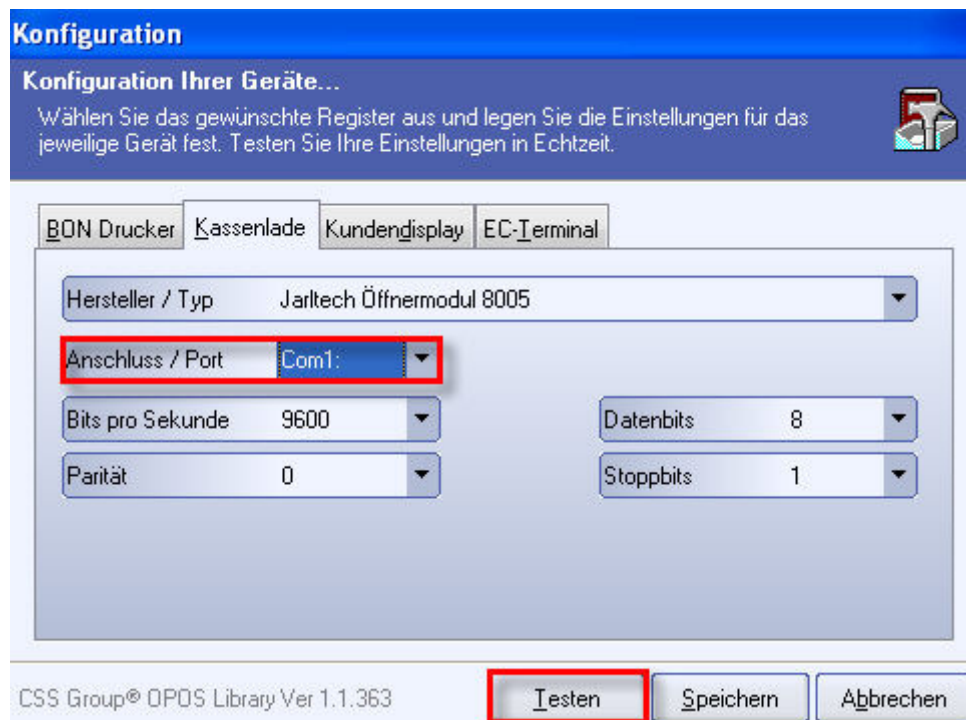 Konfiguration
Konfiguration Ihrer Geräte...
Wählen Sie das gewünschte Register aus und legen Sie die Einstellungen für das
jeweilige Gerät fest. Testen Sie Ihre Einstellungen in Echtzeit.
BON Drucker Kassenlade Kundendisplay EC-Terminal
Hersteller / Typ Jarltech Öffnermodul 8005
Anschluss / Port Com1:
Bits pro Sekunde 9600 Datenbits 8
Parität 0 Stoppbits 1
CSS Group® OPOS Library Ver 1.1.363 Testen Speichern Abbrechen